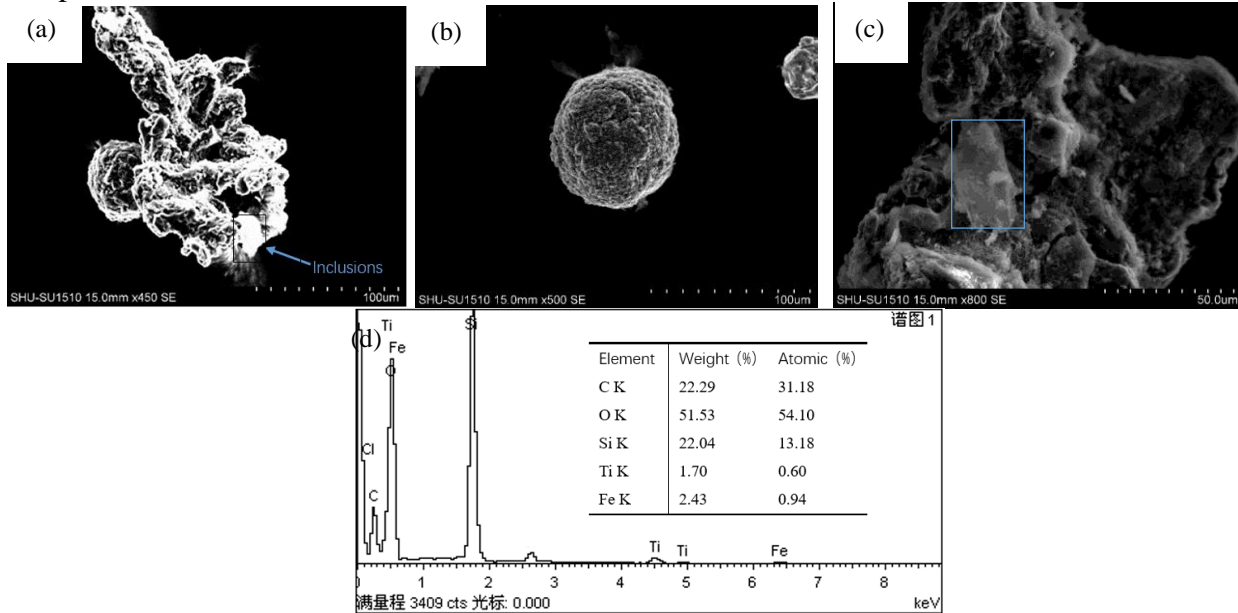 (a)
Inclusions
SHU-SU1510 15.0mm x450 SE
100um
(b)
SHU-SU1510 15.0mm x500 SE
100um
(c)
SHU-SU1510 15.0mm x800 SE
50.0um
(d)
谱图 1
Ti
Fe
O
Si
Cl
C
Ti
Ti
Fe
Element Weight (%) Atomic (%)
C K 22.29 31.18
O K 51.53 54.10
Si K 22.04 13.18
Ti K 1.70 0.60
Fe K 2.43 0.94
0 1 2 3 4 5 6 7 8
满量程 3409 cts 光标: 0.000
keV